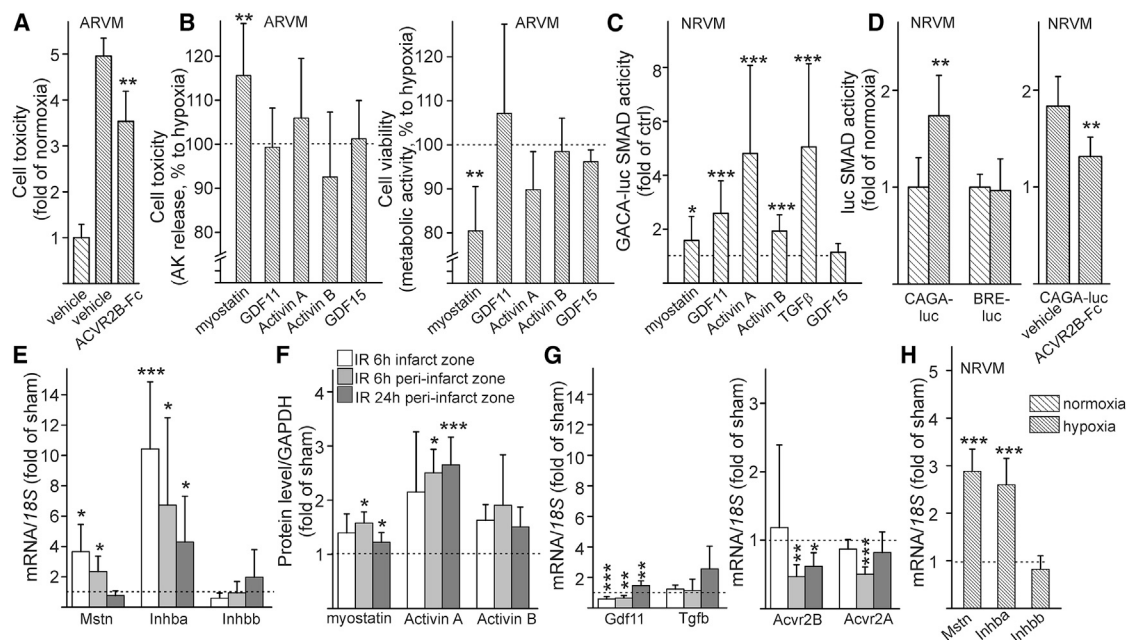 A
ARVM
Cell toxicity
(fold of normoxia)
5
4
3
2
1
**
vehicle
vehicle
ACVR2B-Fc
B
ARVM
Cell toxicity
(AK release, % to hypoxia)
120
110
100
90
80
**
myostatin
GDF11
Activin A
Activin B
GDF15
ARVM
Cell viability
(metabolic activity, % to hypoxia)
120
110
100
90
80
**
myostatin
GDF11
Activin A
Activin B
GDF15
C
NRVM
GACA-luc SMAD acticity
(fold of ctrl)
8
6
4
2
*
***
***
***
***
myostatin
GDF11
Activin A
Activin B
TGFβ
GDF15
D
NRVM
luc SMAD acticity
(fold of normoxia)
2
1
**
CAGA-
luc
BRE-
luc
NRVM
2
1
**
CAGA-luc
vehicle
ACVR2B-Fc
E
mRNA/18S (fold of sham)
14
12
10
8
6
4
2
*
*
***
*
*
Mstn
Inhba
Inhbb
F
IR 6h infarct zone
IR 6h peri-infarct zone
IR 24h peri-infarct zone
Protein level/GAPDH
(fold of sham)
4
3
2
1
*
*
*
***
myostatin
Activin A
Activin B
G
mRNA/18S (fold of sham)
14
12
10
8
6
4
2
***
**
**
Gdf11
Tgfb
mRNA/18S (fold of sham)
3
2
1
**
*
***
Acvr2B
Acvr2A
H
NRVM
normoxia
hypoxia
mRNA/18S (fold of sham)
5
4
3
2
1
***
***
Mstn
Inhba
Inhbb